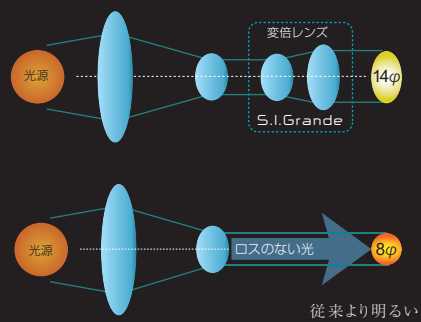 変倍レンズ
光源
14φ
S.I.Grande
光源
ロスのない光
8φ
従来より明るい